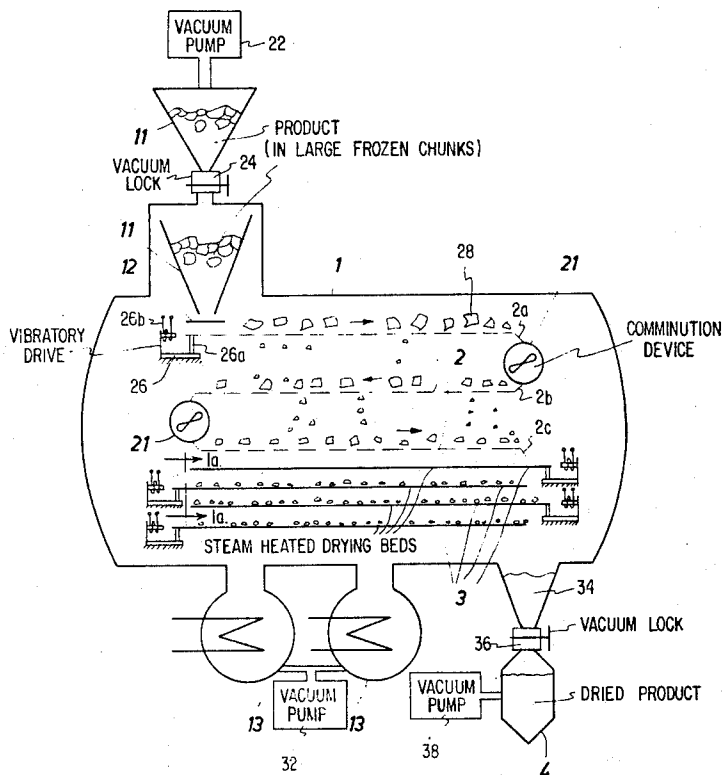 VACUUM
PUMP
22
11
PRODUCT
(IN LARGE FROZEN CHUNKS)
VACUUM
LOCK
24
11
12
1
28
21
26b
2a
VIBRATORY
DRIVE
26a
26
2
COMMINUTION
DEVICE
2b
21
2c
1a
1a
STEAM HEATED DRYING BEDS
3
34
36
VACUUM LOCK
VACUUM
PUMP
VACUUM
PUMP
DRIED PRODUCT
13
13
32
38
4